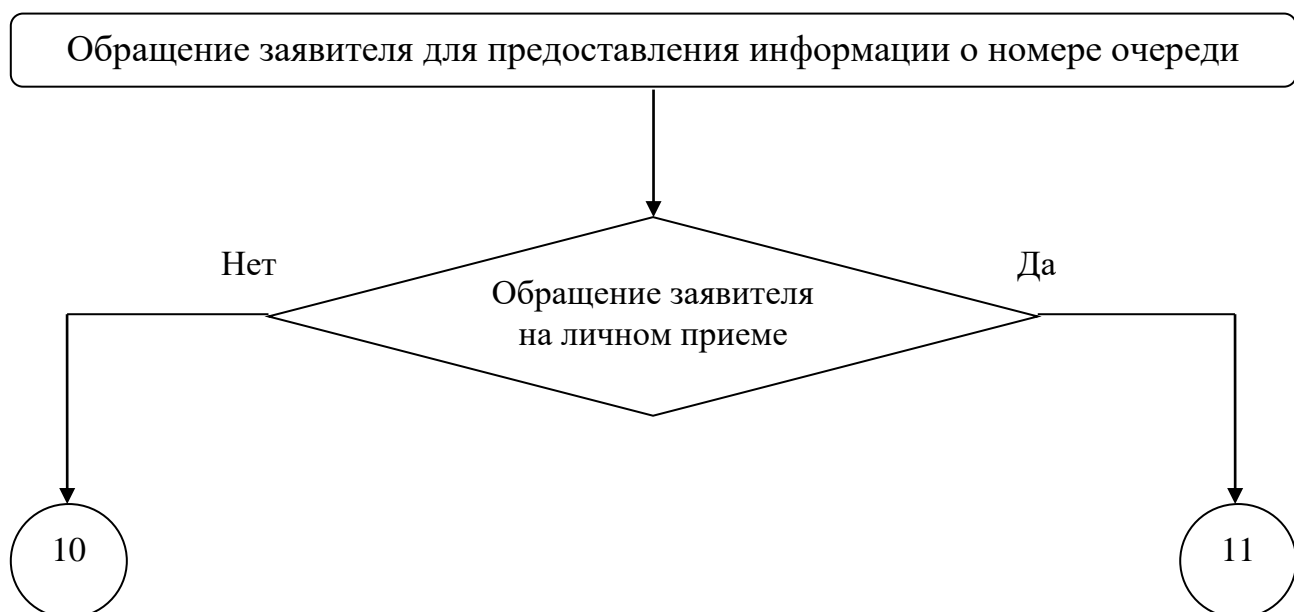 Обращение заявителя для предоставления информации о номере очереди
Нет
Да
Обращение заявителя
на личном приеме
10
11